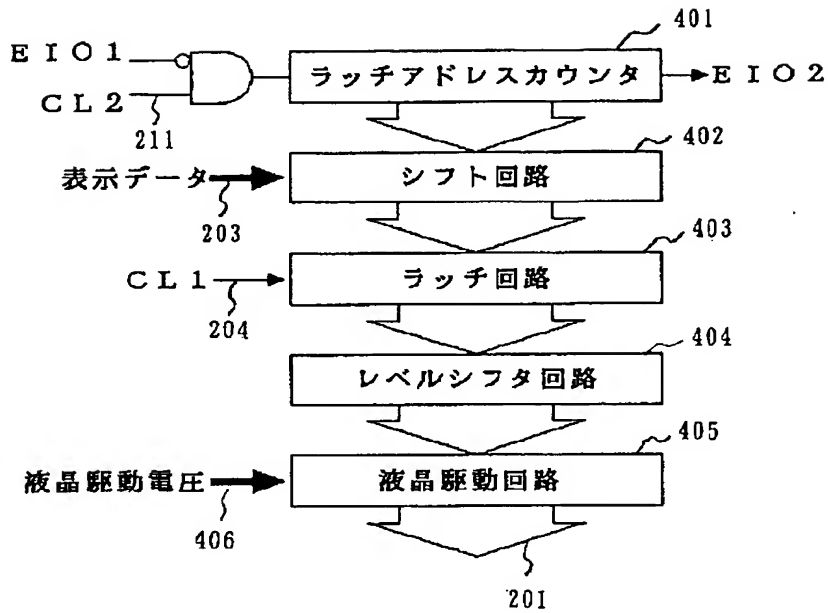 401
EIO1
CL2
211
ラッチアドレスカウンタ
EIO2
402
表示データ
203
シフト回路
403
CL1
204
ラッチ回路
404
レベルシフタ回路
405
液晶駆動電圧
406
液晶駆動回路
201